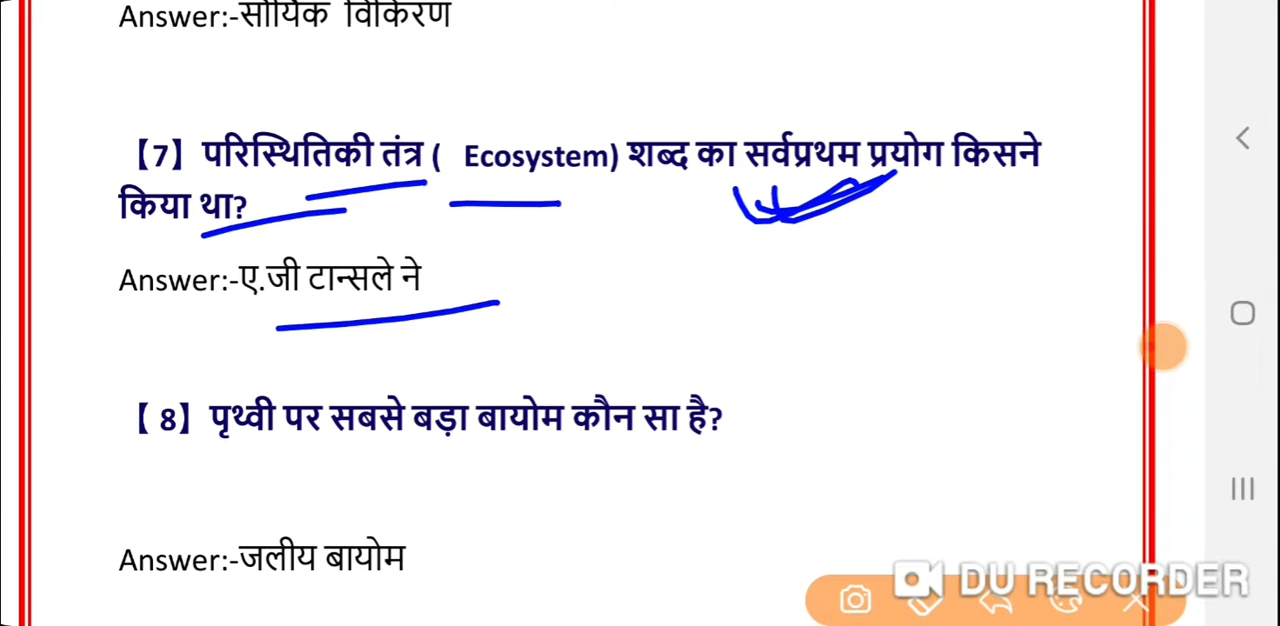 Answer:-सौर्यिक विकिरण
【7】परिस्थितिकी तंत्र ( Ecosystem) शब्द का सर्वप्रथम प्रयोग किसने
किया था?
Answer:-ए.जी टान्सले ने
【 8】पृथ्वी पर सबसे बड़ा बायोम कौन सा है?
Answer:-जलीय बायोम
DU RECORDER